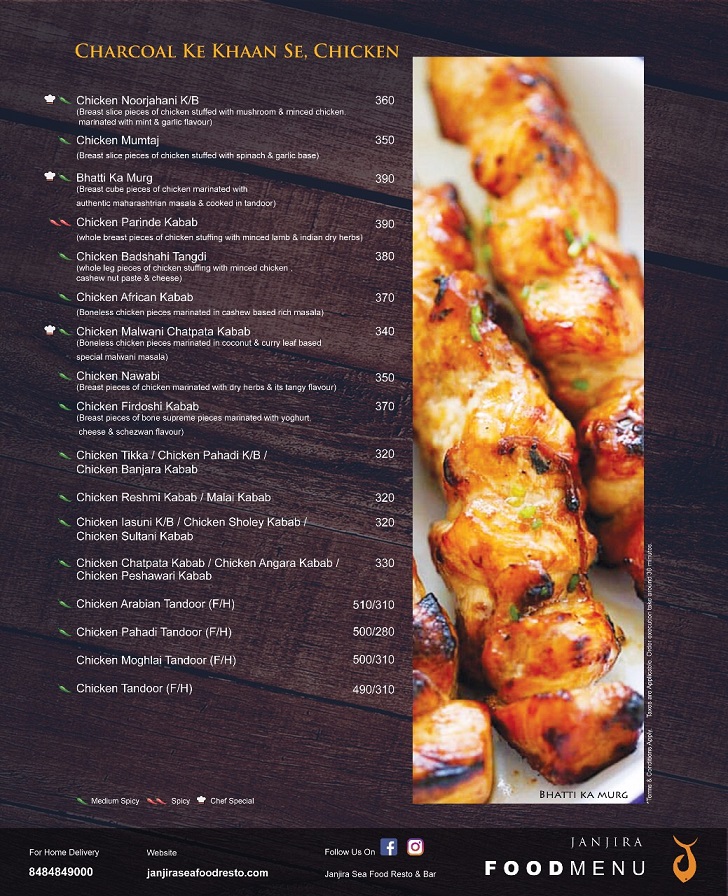 Charcoal Ke Khaan Se, Chicken
Chicken Noorjahani K/B 360
(Breast slice pieces of chicken stuffed with mushroom & minced chicken.
marinated with mint & garlic flavour)
Chicken Mumtaj 350
(Breast slice pieces of chicken stuffed with spinach & garlic base)
Bhatti Ka Murg 390
(Breast cube pieces of chicken marinated with
authentic maharashtrian masala & cooked in tandoor)
Chicken Parinde Kabab 390
(whole breast pieces of chicken stuffing with minced lamb & indian dry herbs)
Chicken Badshahi Tangdi 380
(whole leg pieces of chicken stuffing with minced chicken ,
cashew nut paste & cheese)
Chicken African Kabab 370
(Boneless chicken pieces marinated in cashew based rich masala)
Chicken Malwani Chatpata Kabab 340
(Boneless chicken pieces marinated in coconut & curry leaf based
special malwani masala)
Chicken Nawabi 350
(Breast pieces of chicken marinated with dry herbs & its tangy flavour)
Chicken Firdoshi Kabab 370
(Breast pieces of bone supreme pieces marinated with yoghurt.
cheese & schezwan flavour)
Chicken Tikka / Chicken Pahadi K/B / 320
Chicken Banjara Kabab
Chicken Reshmi Kabab / Malai Kabab 320
Chicken lasuni K/B / Chicken Sholey Kabab / 320
Chicken Sultani Kabab
Chicken Chatpata Kabab / Chicken Angara Kabab / 330
Chicken Peshawari Kabab
Chicken Arabian Tandoor (F/H) 510/310
Chicken Pahadi Tandoor (F/H) 500/280
Chicken Moghlai Tandoor (F/H) 500/310
Chicken Tandoor (F/H) 490/310
Medium Spicy Spicy Chef Special
Bhatti ka murg
*Terms & Conditions Apply. Taxes are Applicable. Order execution take around 30 minutes.
For Home Delivery
8484849000
Website
janjiraseafoodresto.com
Follow Us On
Janjira Sea Food Resto & Bar
JANJIRA
FOODMENU